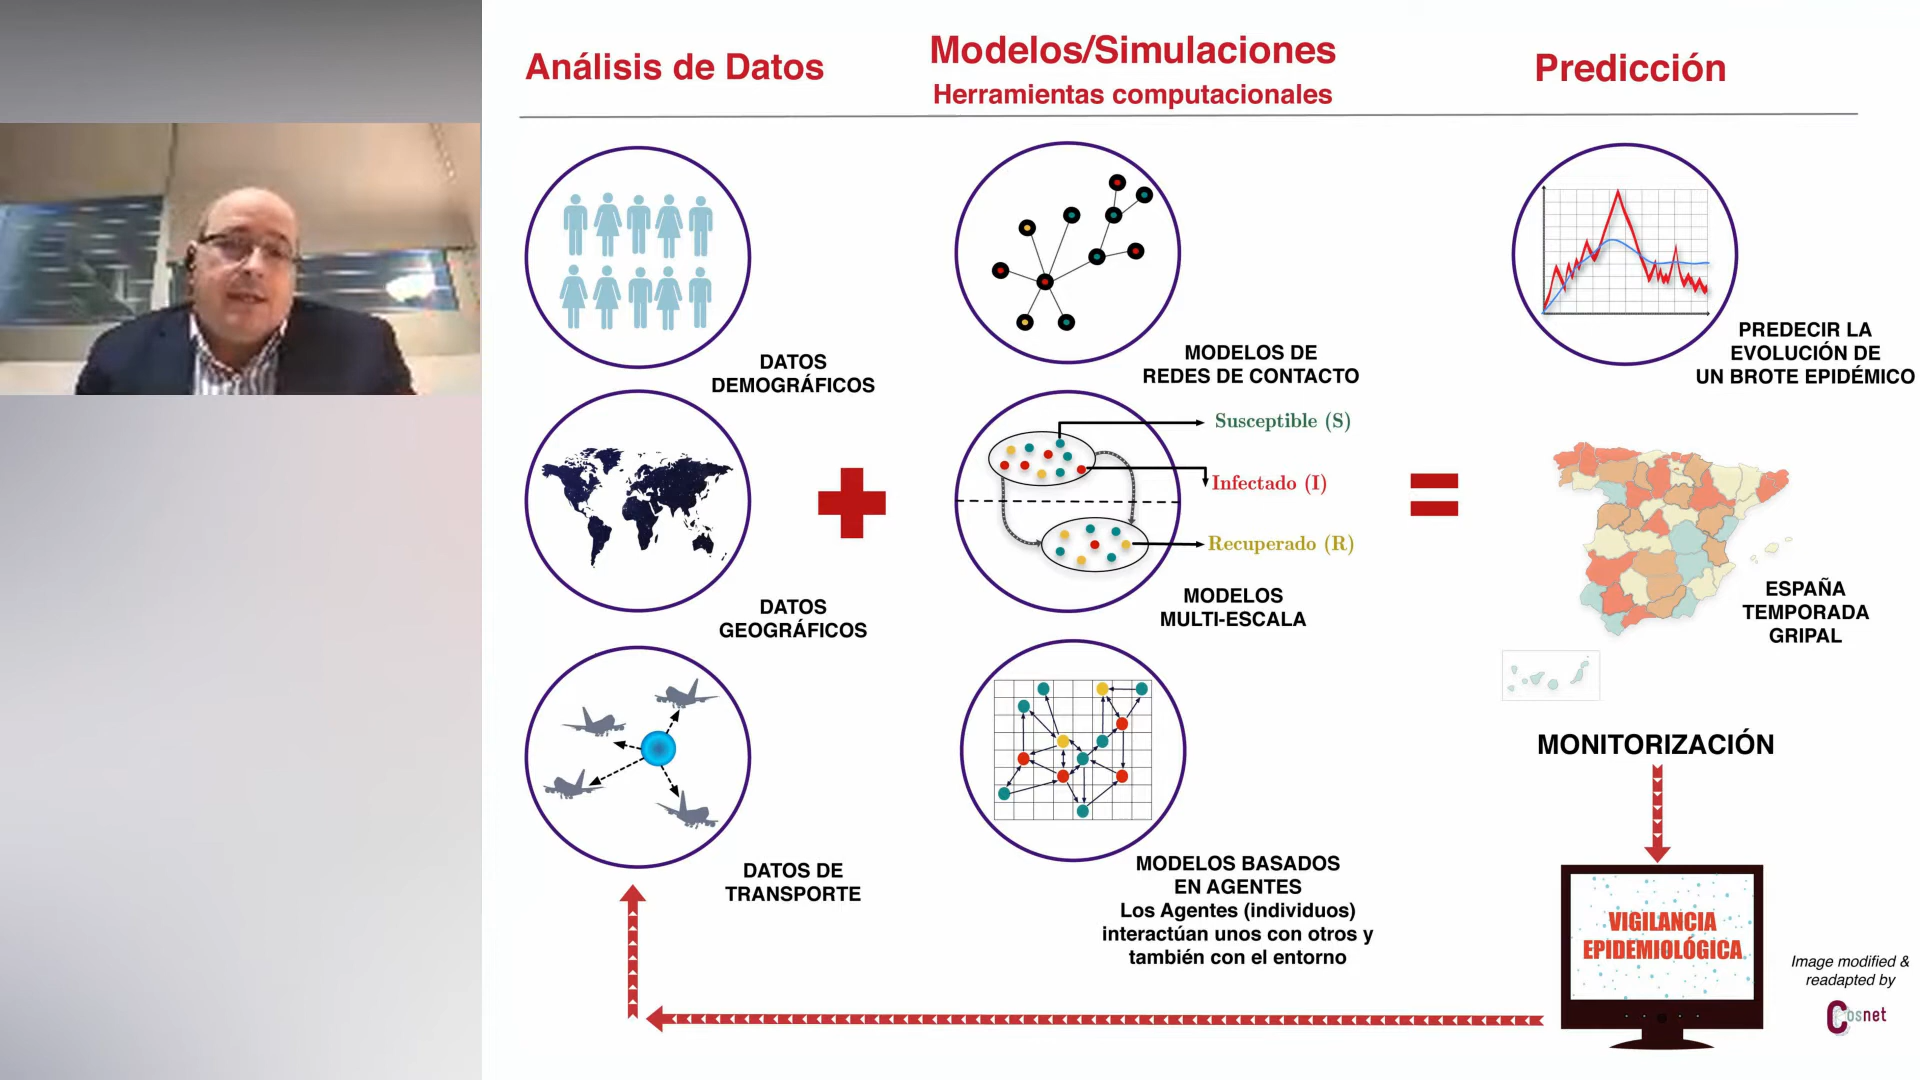 Análisis de Datos
Modelos/Simulaciones
Herramientas computacionales
Predicción
DATOS
DEMOGRÁFICOS
MODELOS DE
REDES DE CONTACTO
PREDECIR LA
EVOLUCIÓN DE
UN BROTE EPIDÉMICO
Susceptible (S)
Infectado (I)
Recuperado (R)
DATOS
GEOGRÁFICOS
MODELOS
MULTI-ESCALA
ESPAÑA
TEMPORADA
GRIPAL
MONITORIZACIÓN
DATOS DE
TRANSPORTE
MODELOS BASADOS
EN AGENTES
Los Agentes (individuos)
interactúan unos con otros y
también con el entorno
VIGILANCIA
EPIDEMIOLÓGICA
Image modified &
readapted by
Cosnet